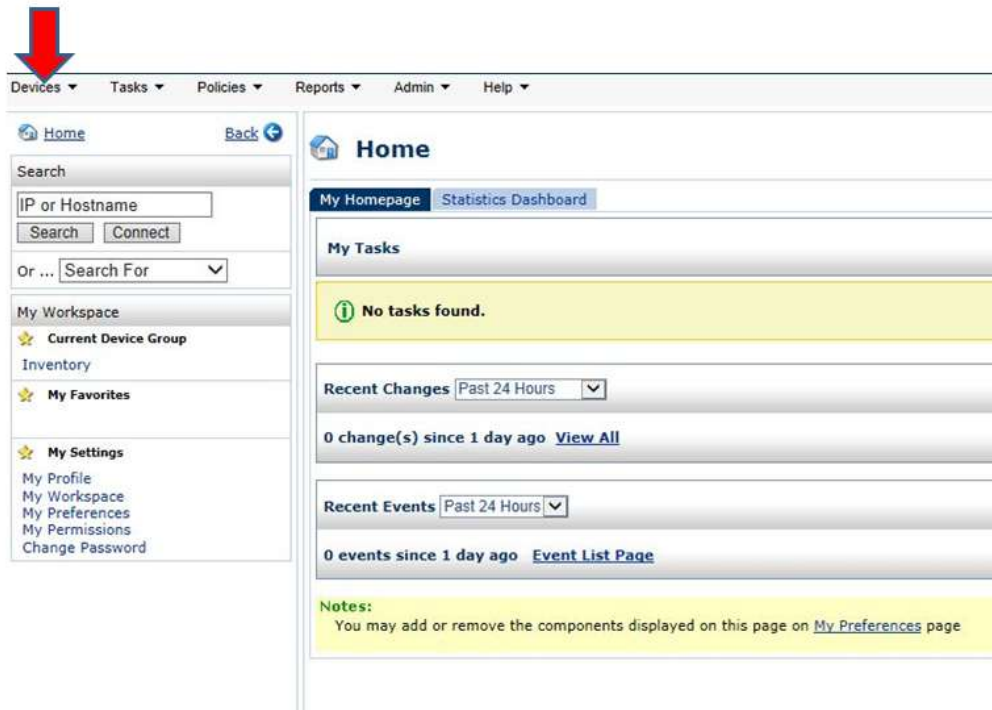 Devices Tasks Policies Reports Admin Help
Home Back
Search
IP or Hostname
Search Connect
Or ... Search For
My Workspace
Current Device Group
Inventory
My Favorites
My Settings
My Profile
My Workspace
My Preferences
My Permissions
Change Password
Home
My Homepage Statistics Dashboard
My Tasks
No tasks found.
Recent Changes Past 24 Hours
0 change(s) since 1 day ago View All
Recent Events Past 24 Hours
0 events since 1 day ago Event List Page
Notes:
You may add or remove the components displayed on this page on My Preferences page